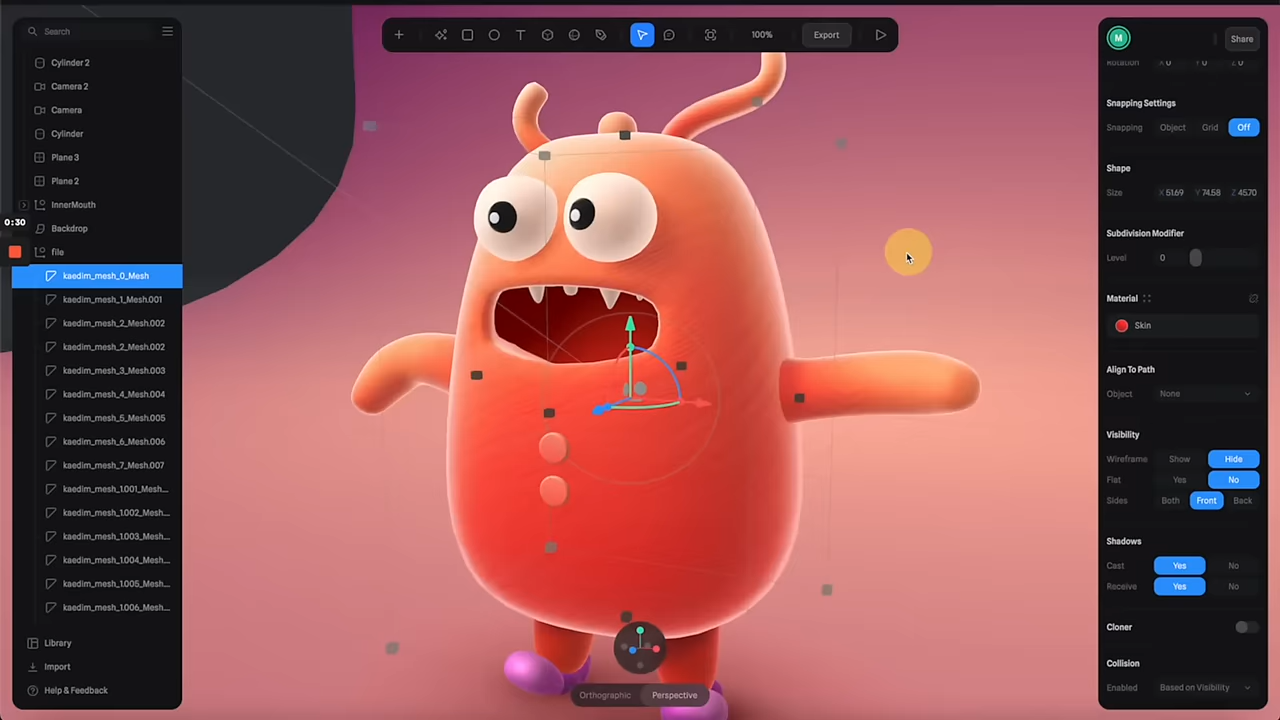 Search
Cylinder 2
Camera 2
Camera
Cylinder
Plane 3
Plane 2
InnerMouth
0:30
Backdrop
file
kaedim_mesh_0_Mesh
kaedim_mesh_1_Mesh.001
kaedim_mesh_2_Mesh.002
kaedim_mesh_2_Mesh.002
kaedim_mesh_3_Mesh.003
kaedim_mesh_4_Mesh.004
kaedim_mesh_5_Mesh.005
kaedim_mesh_6_Mesh.006
kaedim_mesh_7_Mesh.007
kaedim_mesh_1.001_Mesh...
kaedim_mesh_1.002_Mesh...
kaedim_mesh_1.003_Mesh...
kaedim_mesh_1.004_Mesh...
kaedim_mesh_1.005_Mesh...
kaedim_mesh_1.006_Mesh...
Library
Import
Help & Feedback
100%
Export
Orthographic Perspective
M
Share
Rotation X 0 Y 0 Z 0
Snapping Settings
Snapping Object Grid Off
Shape
Size X 51.69 Y 74.58 Z 45.70
Subdivision Modifier
Level 0
Material
Skin
Align To Path
Object None
Visibility
Wireframe Show Hide
Flat Yes No
Sides Both Front Back
Shadows
Cast Yes No
Receive Yes No
Cloner
Collision
Enabled Based on Visibility